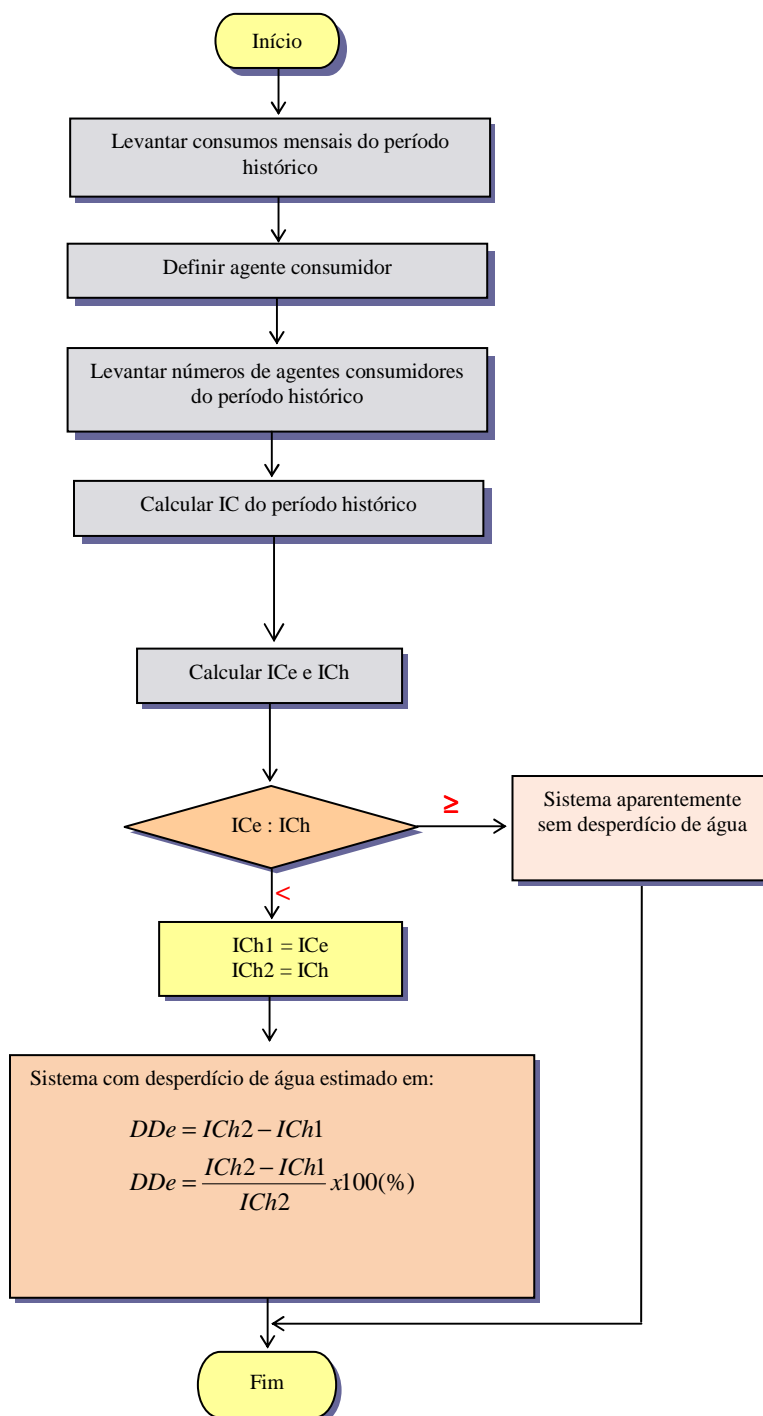 Início
Levantar consumos mensais do período
histórico
Definir agente consumidor
Levantar números de agentes consumidores
do período histórico
Calcular IC do período histórico
Calcular ICe e ICh
ICe : ICh
≥
Sistema aparentemente
sem desperdício de água
<
ICh1 = ICe
ICh2 = ICh
Sistema com desperdício de água estimado em:
DDe = ICh2 − ICh1
DDe = \frac{ICh2 − ICh1}{ICh2} x100(%)
Fim